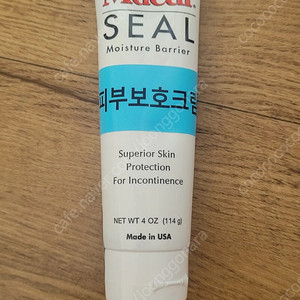 SEAL
Moisture Barrier
피부보호크림
Superior Skin
Protection
For Incontinence
NET WT 4 OZ (114 g)
Made in USA